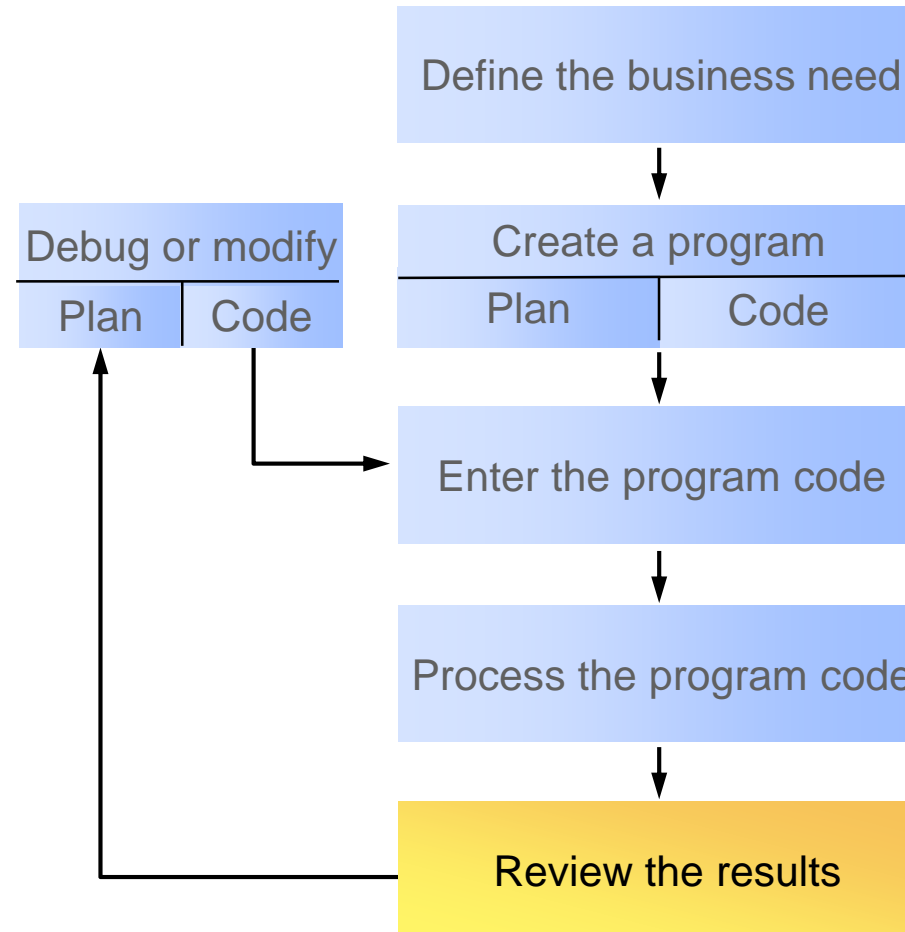 Define the business need
Debug or modify
Plan
Code
Create a program
Plan
Code
Enter the program code
Process the program code
Review the results